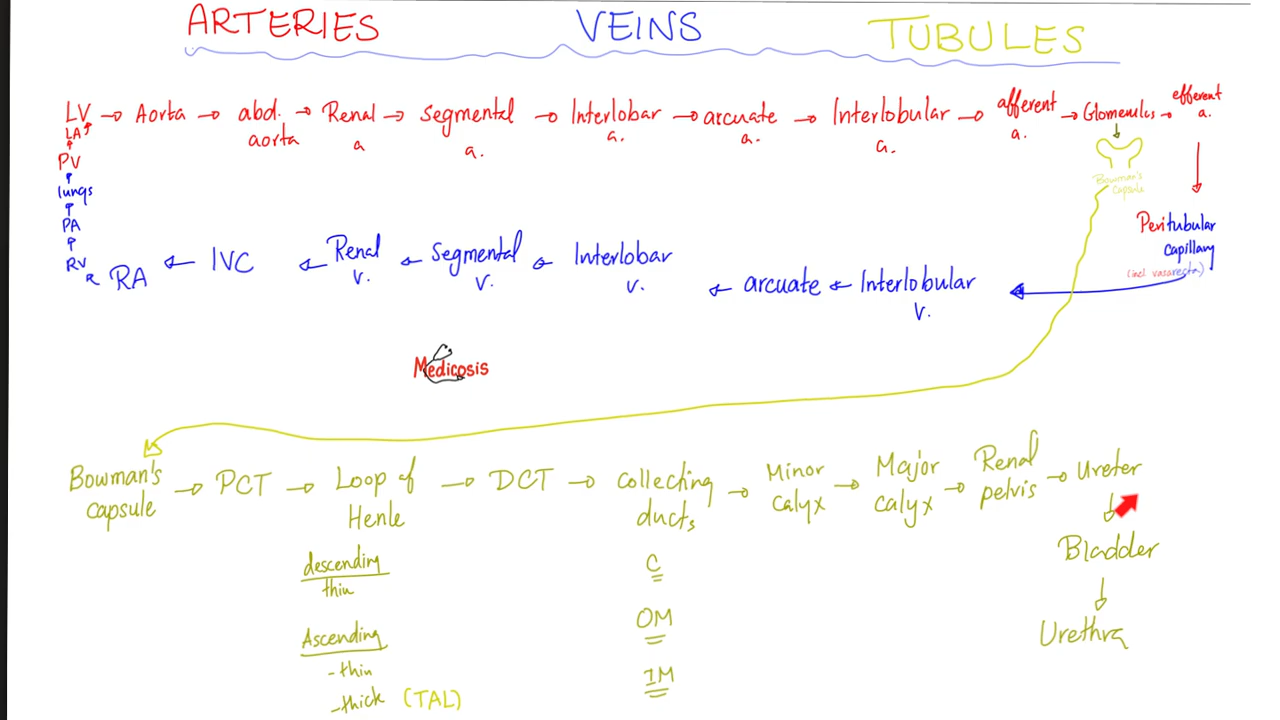 ARTERIES VEINS TUBULES
LV → Aorta → abd. aorta → Renal a → segmental a. → Interlobar a. → arcuate a. → Interlobular a. → afferent a. → Glomerulus → efferent a.
LA
PV
lungs
PA
RV
Bowman's
Capsule
Peritubular
Capillary
(incl. vasa recta)
RA ← IVC ← Renal v. ← Segmental v. ← Interlobar v. ← arcuate ← Interlobular v.
Medicosis
Bowman's capsule → PCT → Loop of Henle → DCT → collecting ducts → Minor calyx → Major calyx → Renal pelvis → Ureter
Bladder
Urethra
descending
thin
Ascending
-thin
-thick (TAL)
C
OM
IM